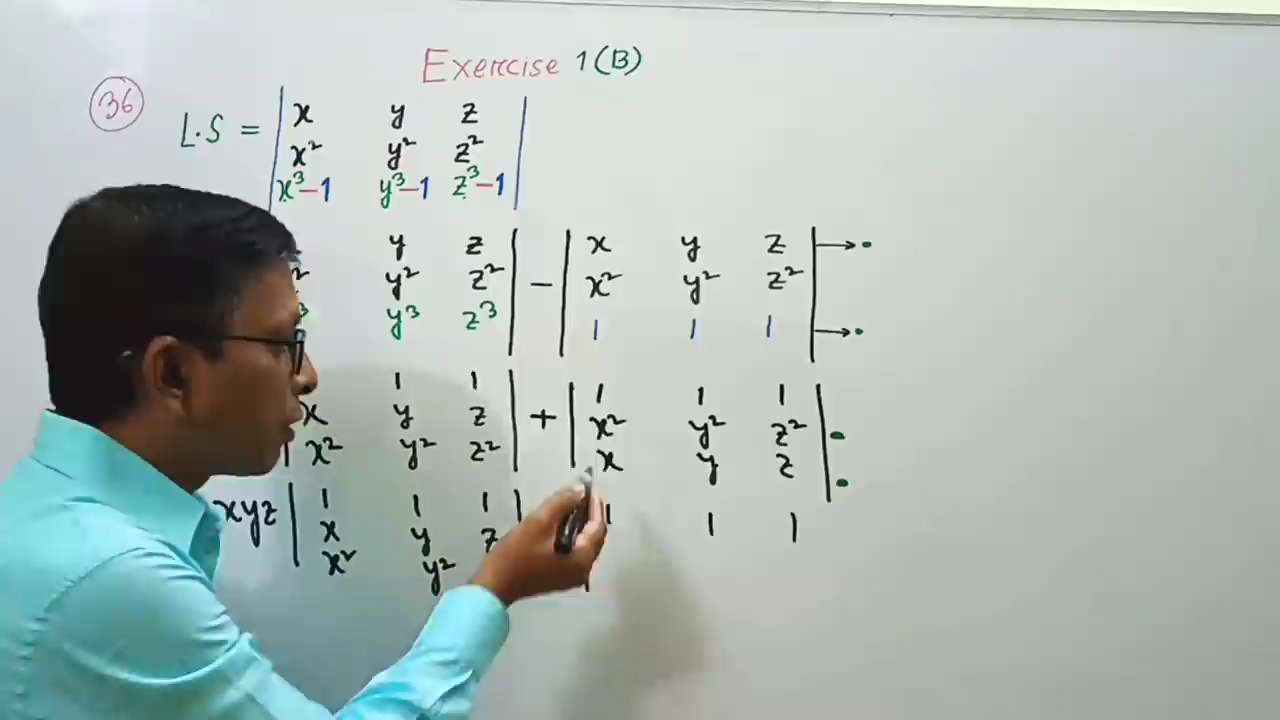 Exercise 1(B)
36
L.S = | x y z |
| x² y² z² |
| x³-1 y³-1 z³-1 |
y z | - | x y z | →•
² y² z² | | x² y² z² |
³ y³ z³ | | 1 1 1 | →•
1 1 | + | 1 1 1 |
x y z | | x² y² z² | •
| x² y² z² | | x y z | •
xyz | 1 1 1 | 1 1 1
| x y z
x² y²